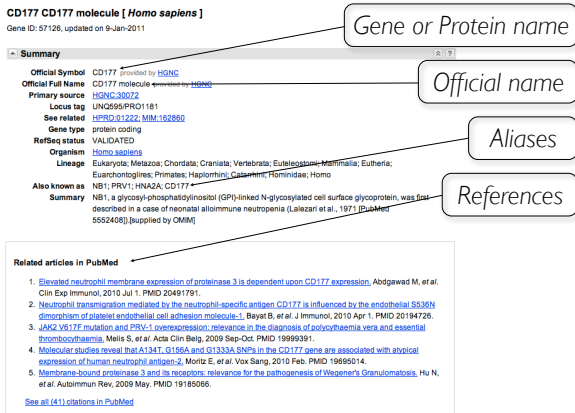 CD177 CD177 molecule [ Homo sapiens ]
Gene ID: 57126, updated on 9-Jan-2011
Gene or Protein name
Summary
?
Official Symbol CD177 provided by HGNC
Official Full Name CD177 molecule provided by HGNC
Official name
Primary source HGNC:30072
Locus tag UNQ595/PRO1181
See related HPRD:01222; MIM:162860
Gene type protein coding
Aliases
RefSeq status VALIDATED
Organism Homo sapiens
Lineage Eukaryota; Metazoa; Chordata; Craniata; Vertebrata; Euteleostomi; Mammalia; Eutheria;
Euarchontoglires; Primates; Haplorrhini; Catarrhini; Hominidae; Homo
Also known as NB1; PRV1; HNA2A; CD177
References
Summary NB1, a glycosyl-phosphatidylinositol (GPI)-linked N-glycosylated cell surface glycoprotein, was first
described in a case of neonatal alloimmune neutropenia (Lalezari et al., 1971 [PubMed
5552408]).[supplied by OMIM]
Related articles in PubMed
1. Elevated neutrophil membrane expression of proteinase 3 is dependent upon CD177 expression. Abdgawad M, et al.
Clin Exp Immunol, 2010 Jul 1. PMID 20491791.
2. Neutrophil transmigration mediated by the neutrophil-specific antigen CD177 is influenced by the endothelial S536N
dimorphism of platelet endothelial cell adhesion molecule-1. Bayat B, et al. J Immunol, 2010 Apr 1. PMID 20194726.
3. JAK2 V617F mutation and PRV-1 overexpression: relevance in the diagnosis of polycythaemia vera and essential
thrombocythaemia. Melis S, et al. Acta Clin Belg, 2009 Sep-Oct. PMID 19999391.
4. Molecular studies reveal that A134T, G156A and G1333A SNPs in the CD177 gene are associated with atypical
expression of human neutrophil antigen-2. Moritz E, et al. Vox Sang, 2010 Feb. PMID 19695014.
5. Membrane-bound proteinase 3 and its receptors: relevance for the pathogenesis of Wegener's Granulomatosis. Hu N,
et al. Autoimmun Rev, 2009 May. PMID 19185066.
See all (41) citations in PubMed